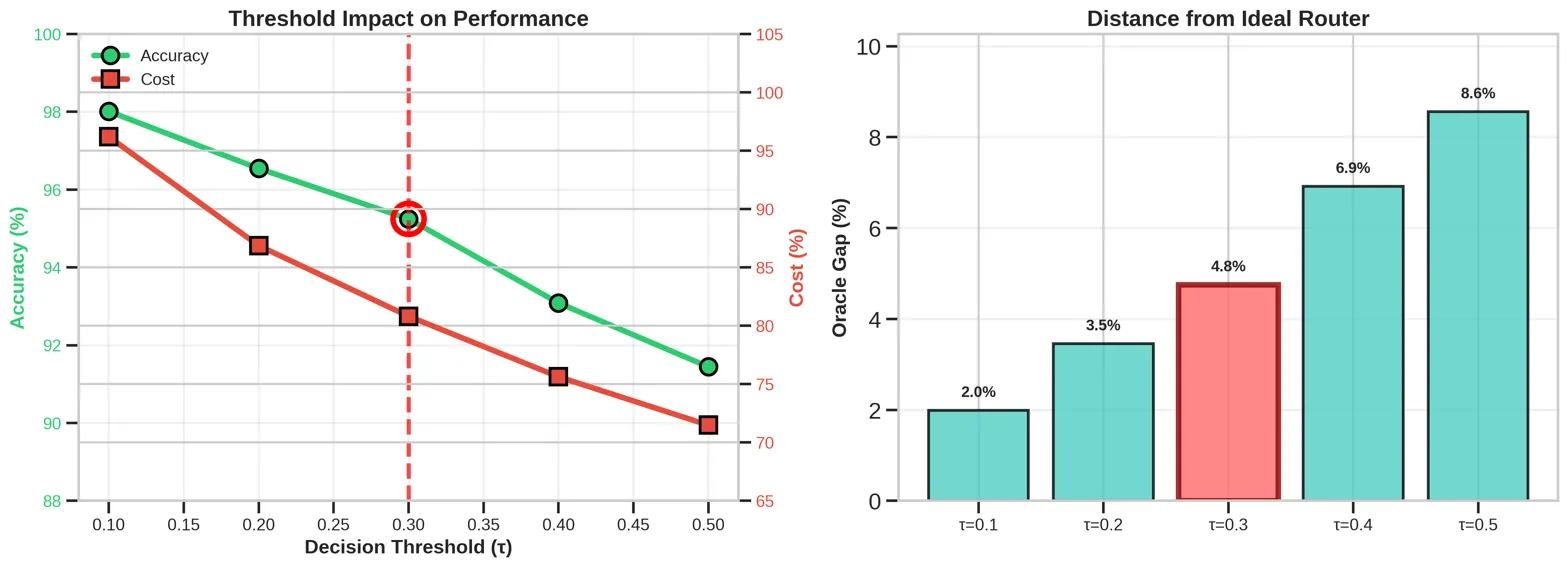 Threshold Impact on Performance
Accuracy
Cost
100
98
96
94
92
90
88
Accuracy (%)
105
100
95
90
85
80
75
70
65
Cost (%)
0.10 0.15 0.20 0.25 0.30 0.35 0.40 0.45 0.50
Decision Threshold (τ)
Distance from Ideal Router
10
8
6
4
2
0
Oracle Gap (%)
2.0%
3.5%
4.8%
6.9%
8.6%
τ=0.1 τ=0.2 τ=0.3 τ=0.4 τ=0.5